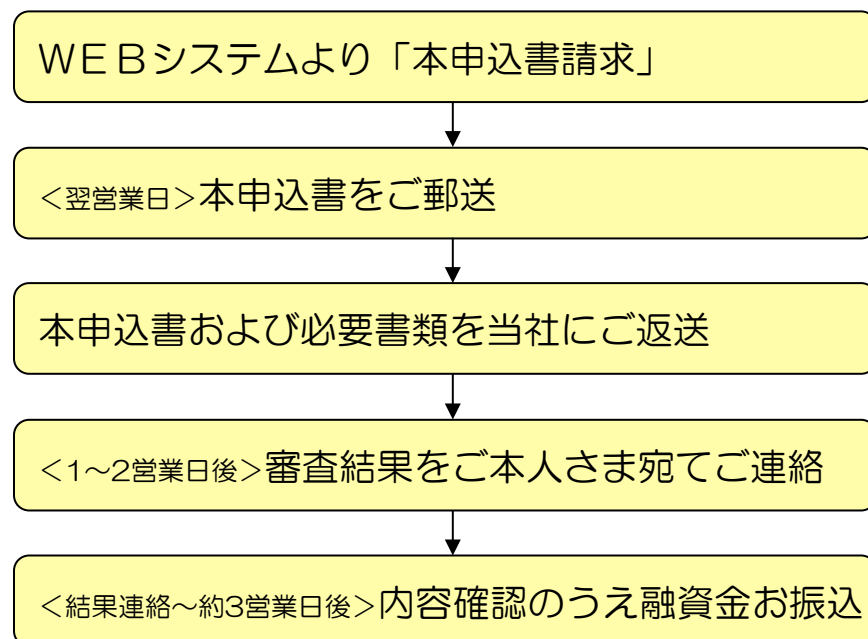 ＷＥＢシステムより「本申込書請求」
＜翌営業日＞本申込書をご郵送
本申込書および必要書類を当社にご返送
＜1～2営業日後＞審査結果をご本人さま宛てご連絡
＜結果連絡～約3営業日後＞内容確認のうえ融資金お振込